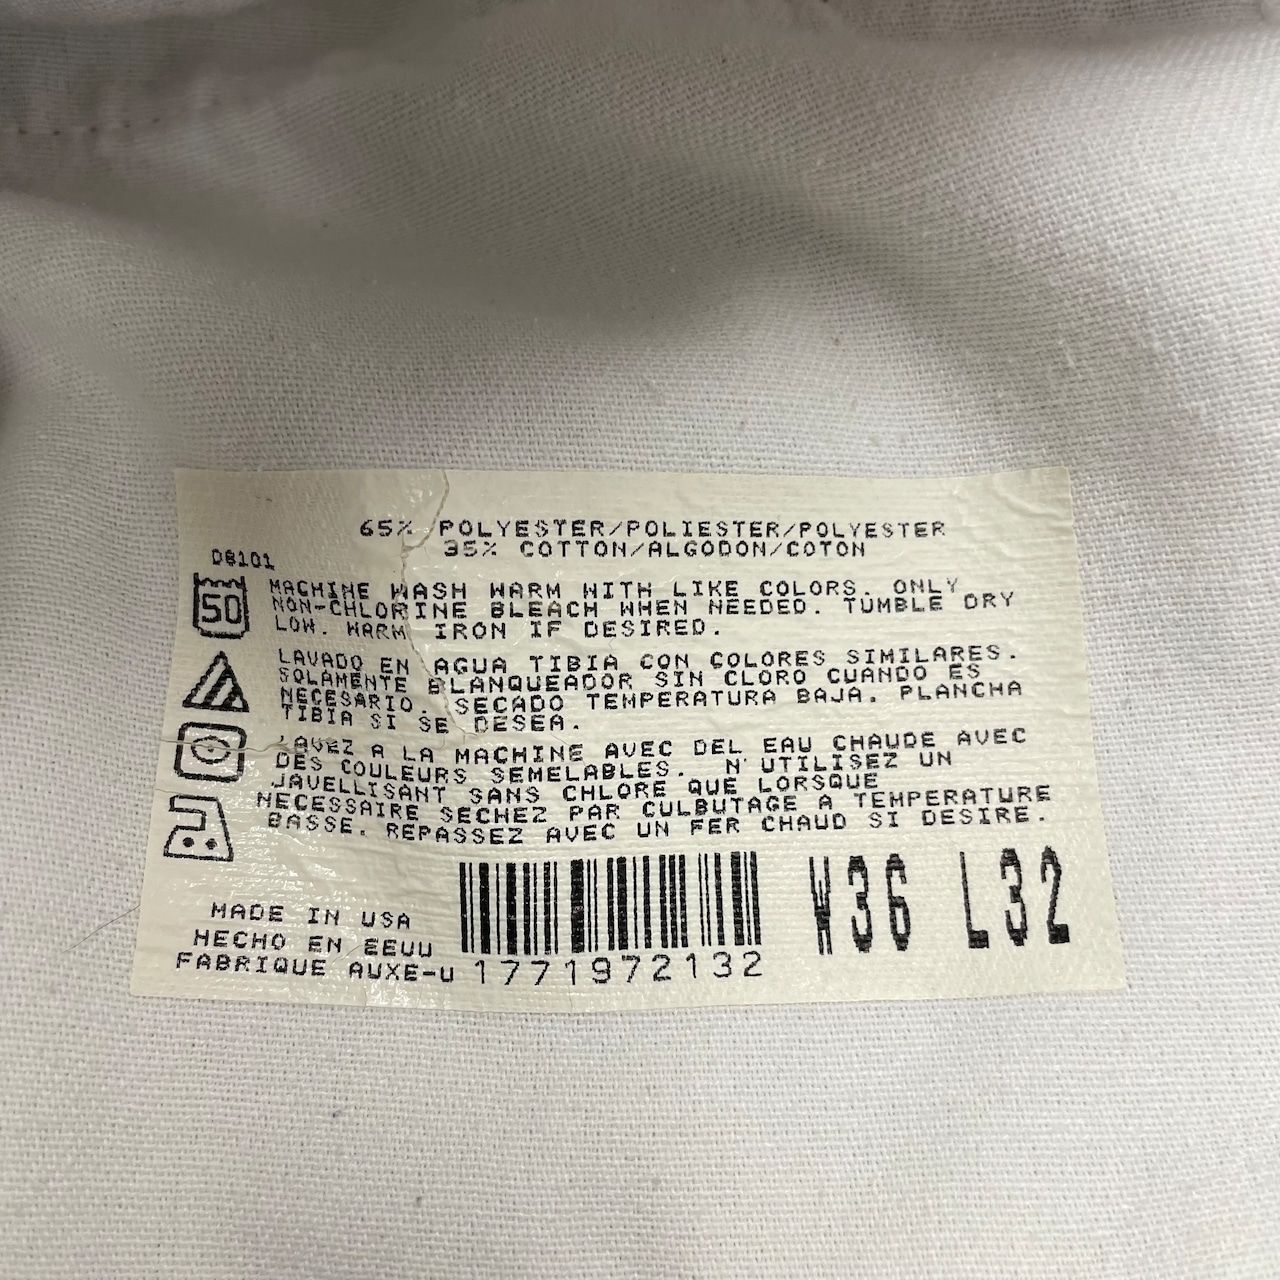 65% POLYESTER/POLIESTER/POLYESTER
35% COTTON/ALGODON/COTON
D8101
50
MACHINE WASH WARM WITH LIKE COLORS. ONLY
NON-CHLORINE BLEACH WHEN NEEDED. TUMBLE DRY
LOW. WARM IRON IF DESIRED.
LAVADO EN AGUA TIBIA CON COLORES SIMILARES.
SOLAMENTE BLANQUEADOR SIN CLORO CUANDO ES
NECESARIO. SECADO TEMPERATURA BAJA. PLANCHA
TIBIA SI SE DESEA.
LAVEZ A LA MACHINE AVEC DEL EAU CHAUDE AVEC
DES COULEURS SEMELABLES. N'UTILISEZ UN
JAVELLISANT SANS CHLORE QUE LORSQUE
NECESSAIRE SECHEZ PAR CULBUTAGE A TEMPERATURE
BASSE. REPASSEZ AVEC UN FER CHAUD SI DESIRE.
W36 L32
MADE IN USA
HECHO EN EEUU
FABRIQUE AUXE-U
1771972132